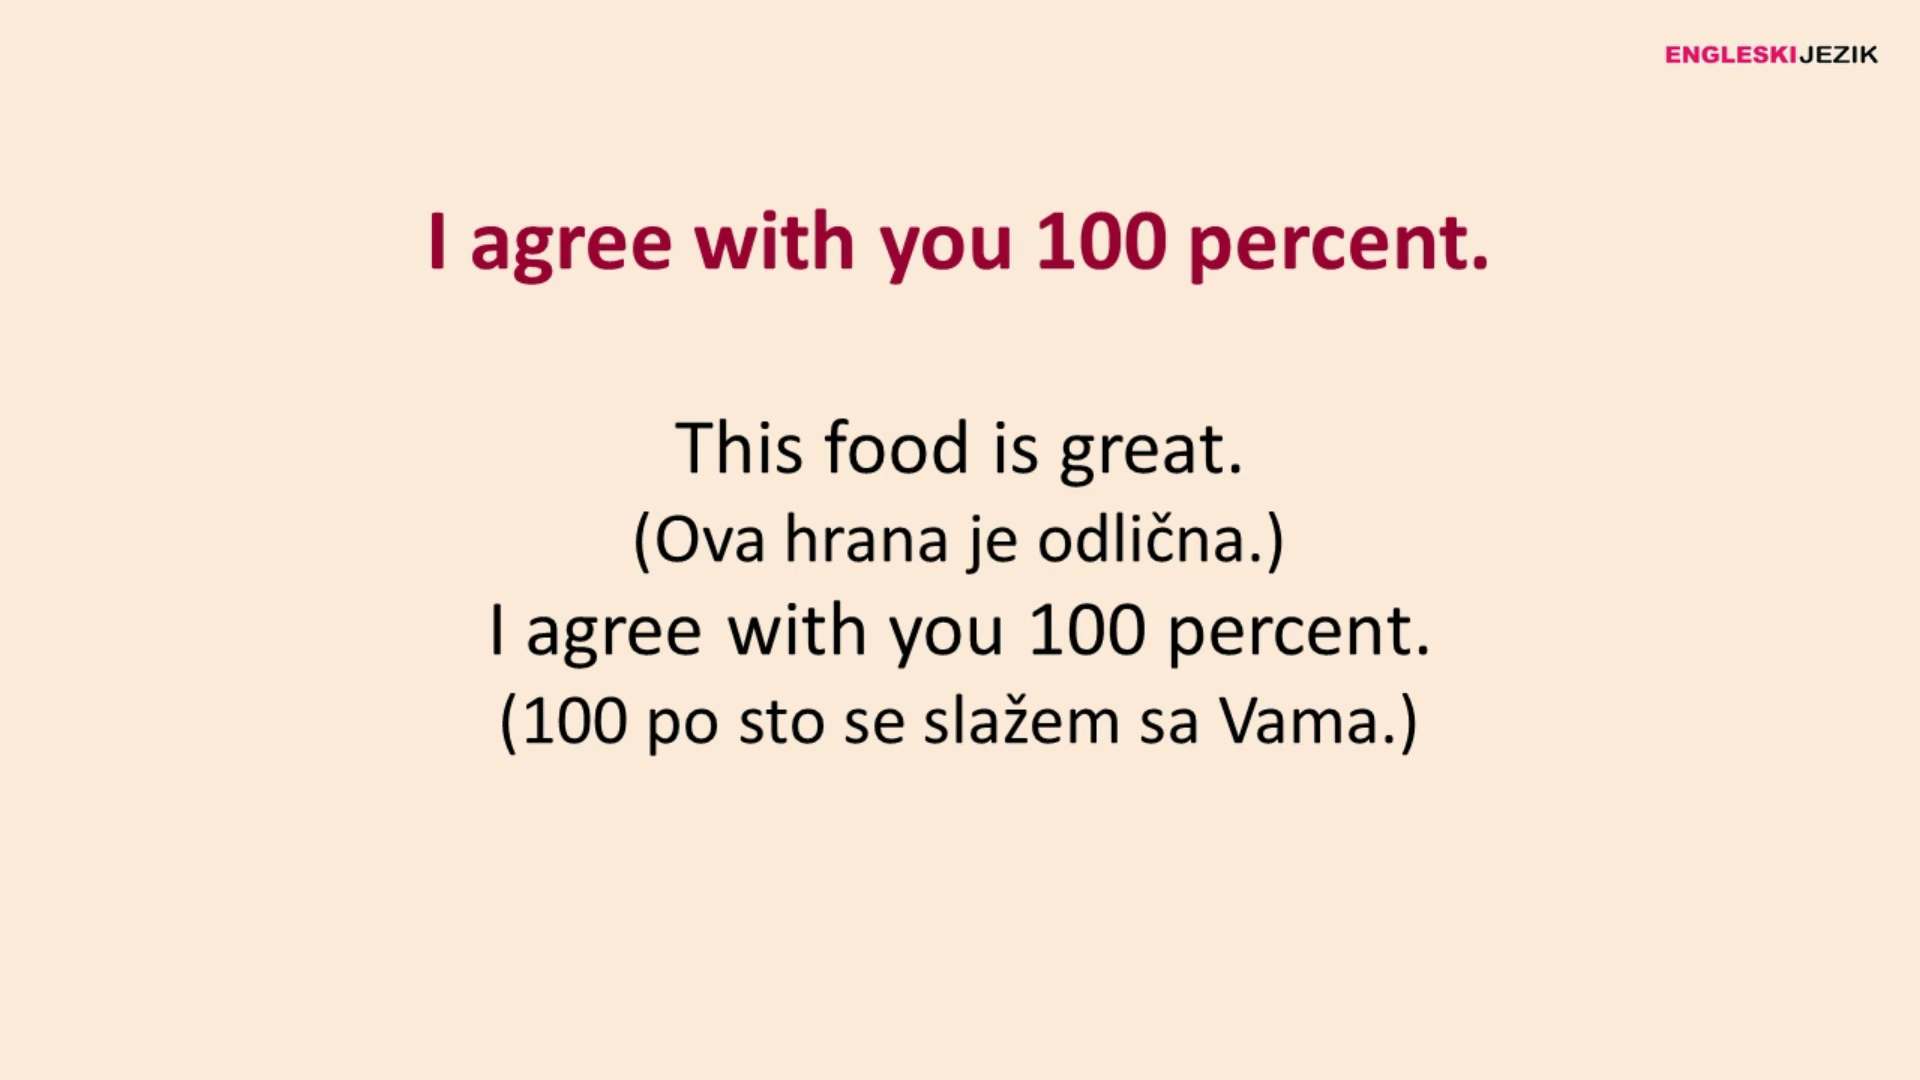 ENGLESKIJEZIK
I agree with you 100 percent.
This food is great.
(Ova hrana je odlična.)
I agree with you 100 percent.
(100 po sto se slažem sa Vama.)